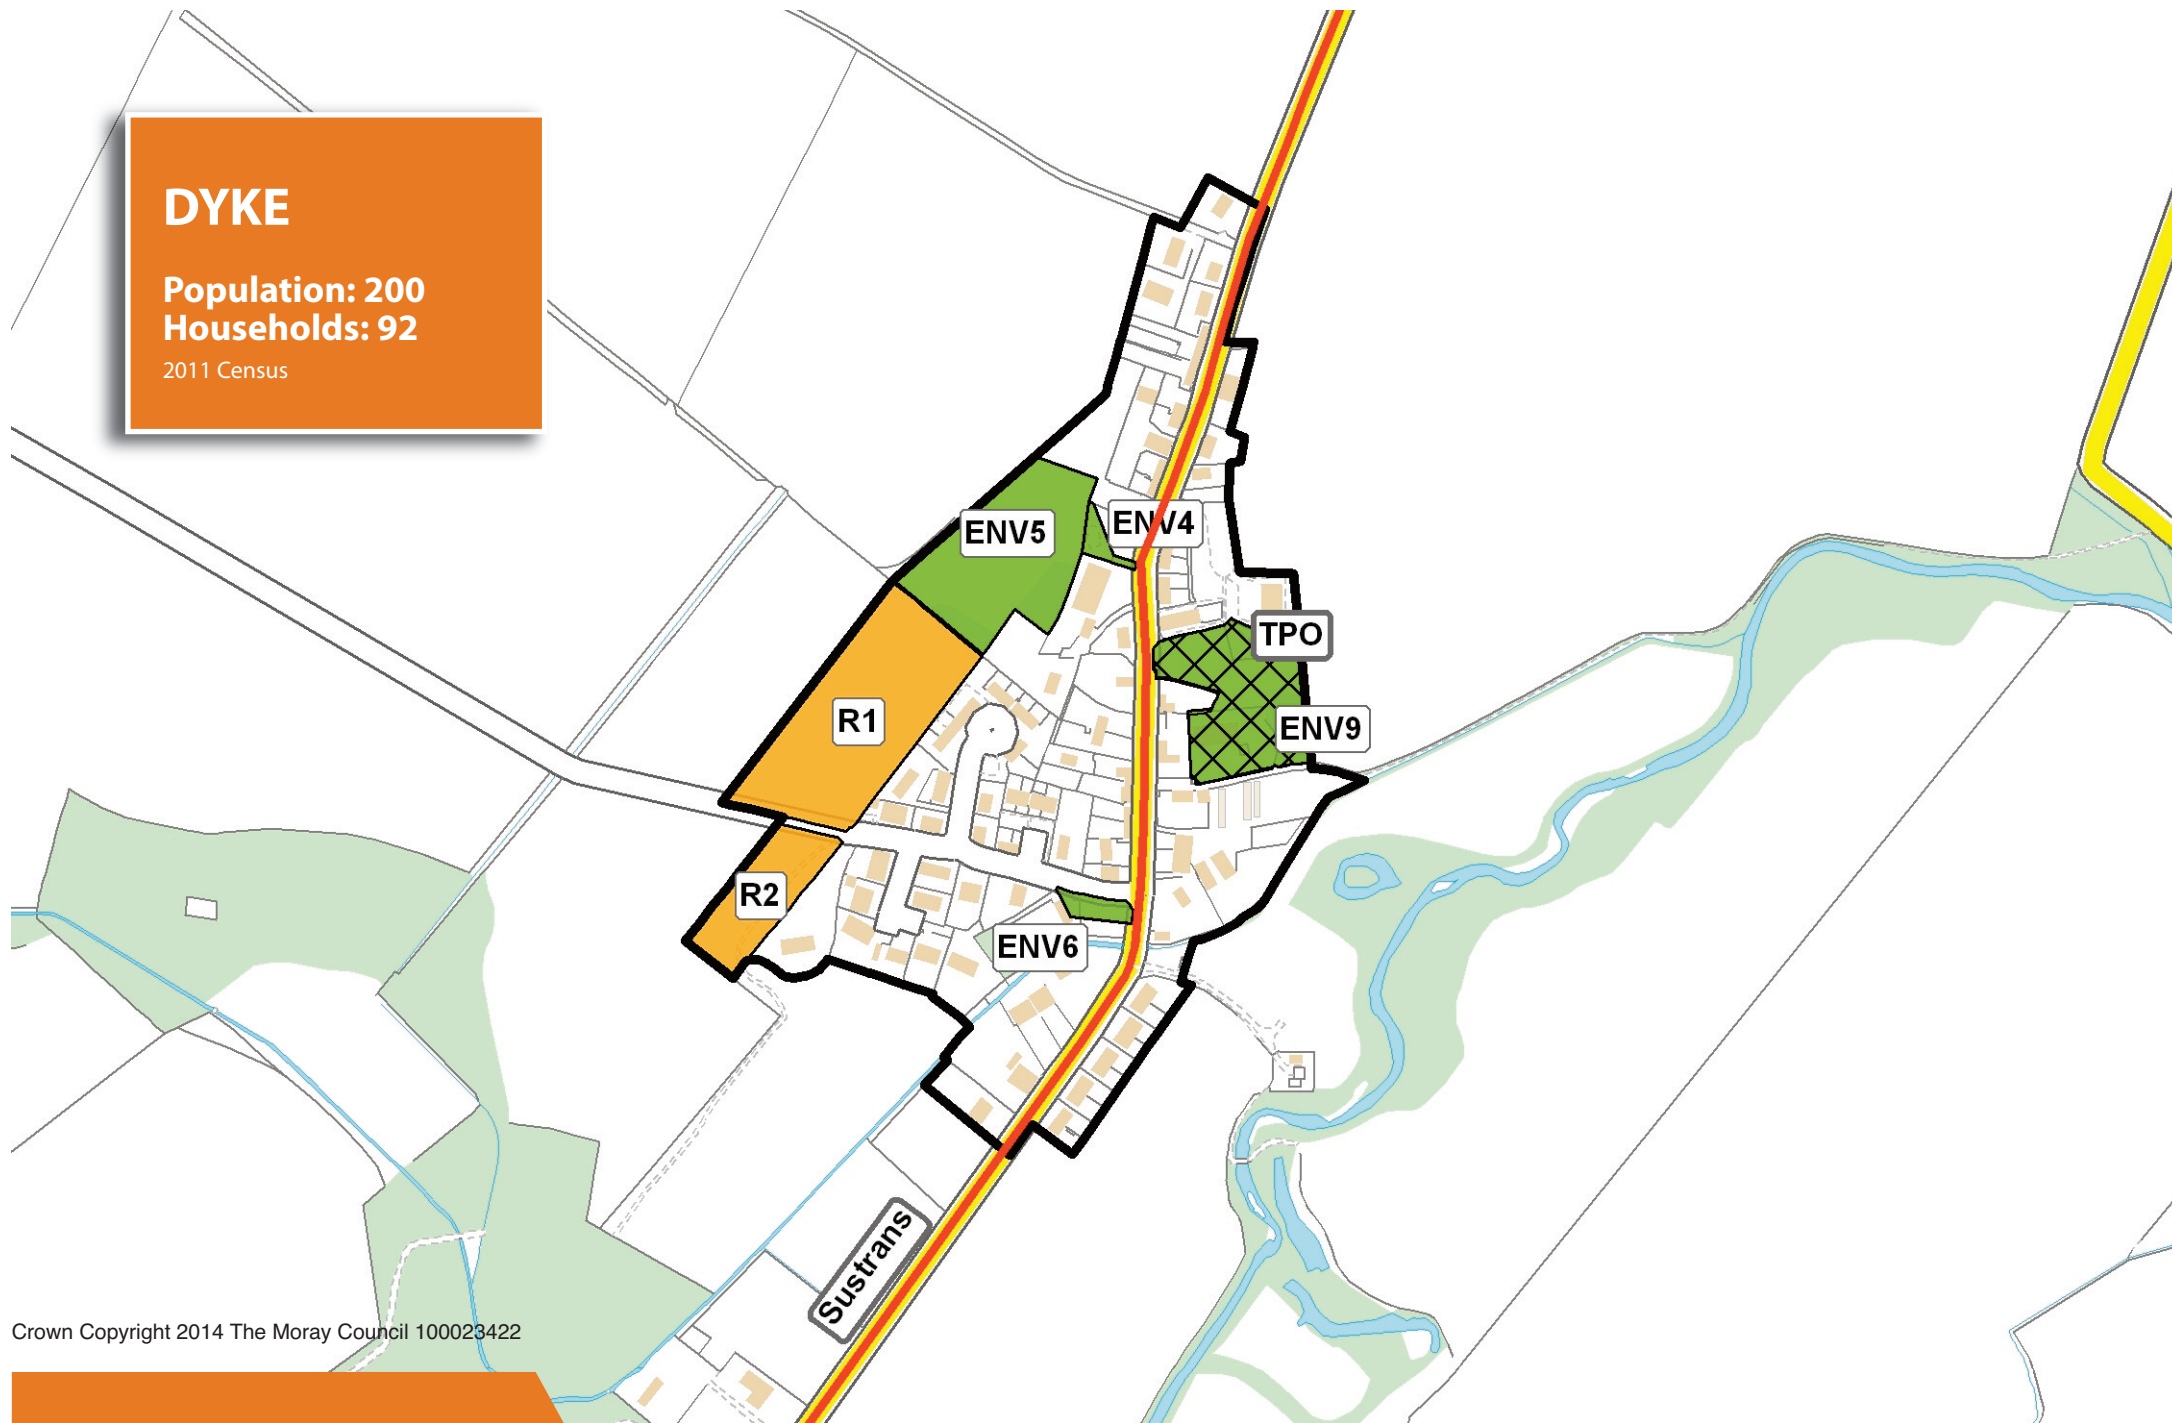 DYKE
Population: 200
Households: 92
2011 Census
ENV5
ENV4
TPO
R1
ENV9
R2
ENV6
Sustrans
Crown Copyright 2014 The Moray Council 100023422